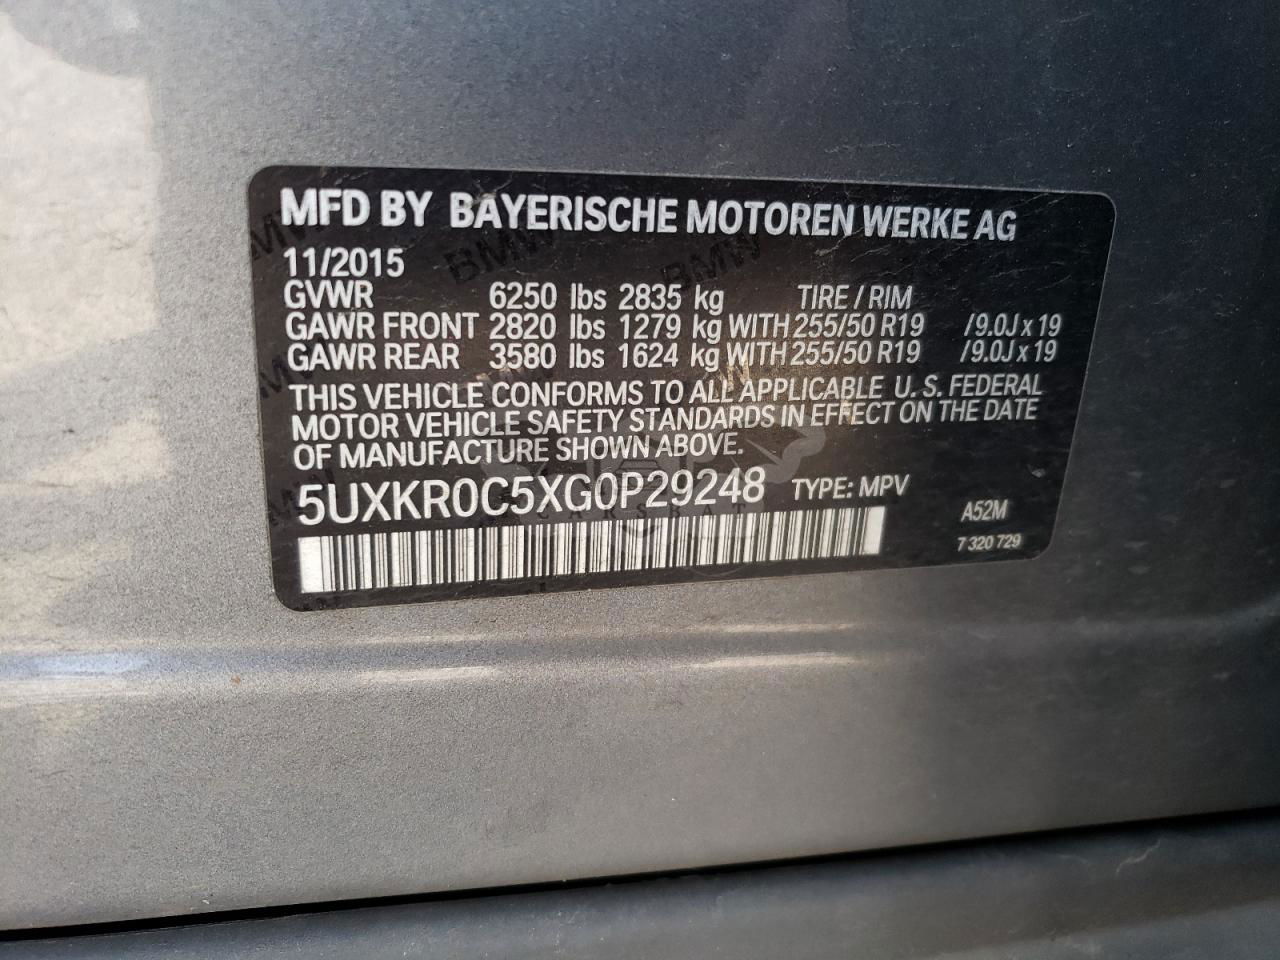 MFD BY BAYERISCHE MOTOREN WERKE AG
11/2015
GVWR 6250 lbs 2835 kg TIRE / RIM
GAWR FRONT 2820 lbs 1279 kg WITH 255/50 R19 /9.0J x 19
GAWR REAR 3580 lbs 1624 kg WITH 255/50 R19 /9.0J x 19
THIS VEHICLE CONFORMS TO ALL APPLICABLE U. S. FEDERAL
MOTOR VEHICLE SAFETY STANDARDS IN EFFECT ON THE DATE
OF MANUFACTURE SHOWN ABOVE.
5UXKR0C5XG0P29248 TYPE: MPV
A52M
7 320 729
BMW
BMW
CARSBAT